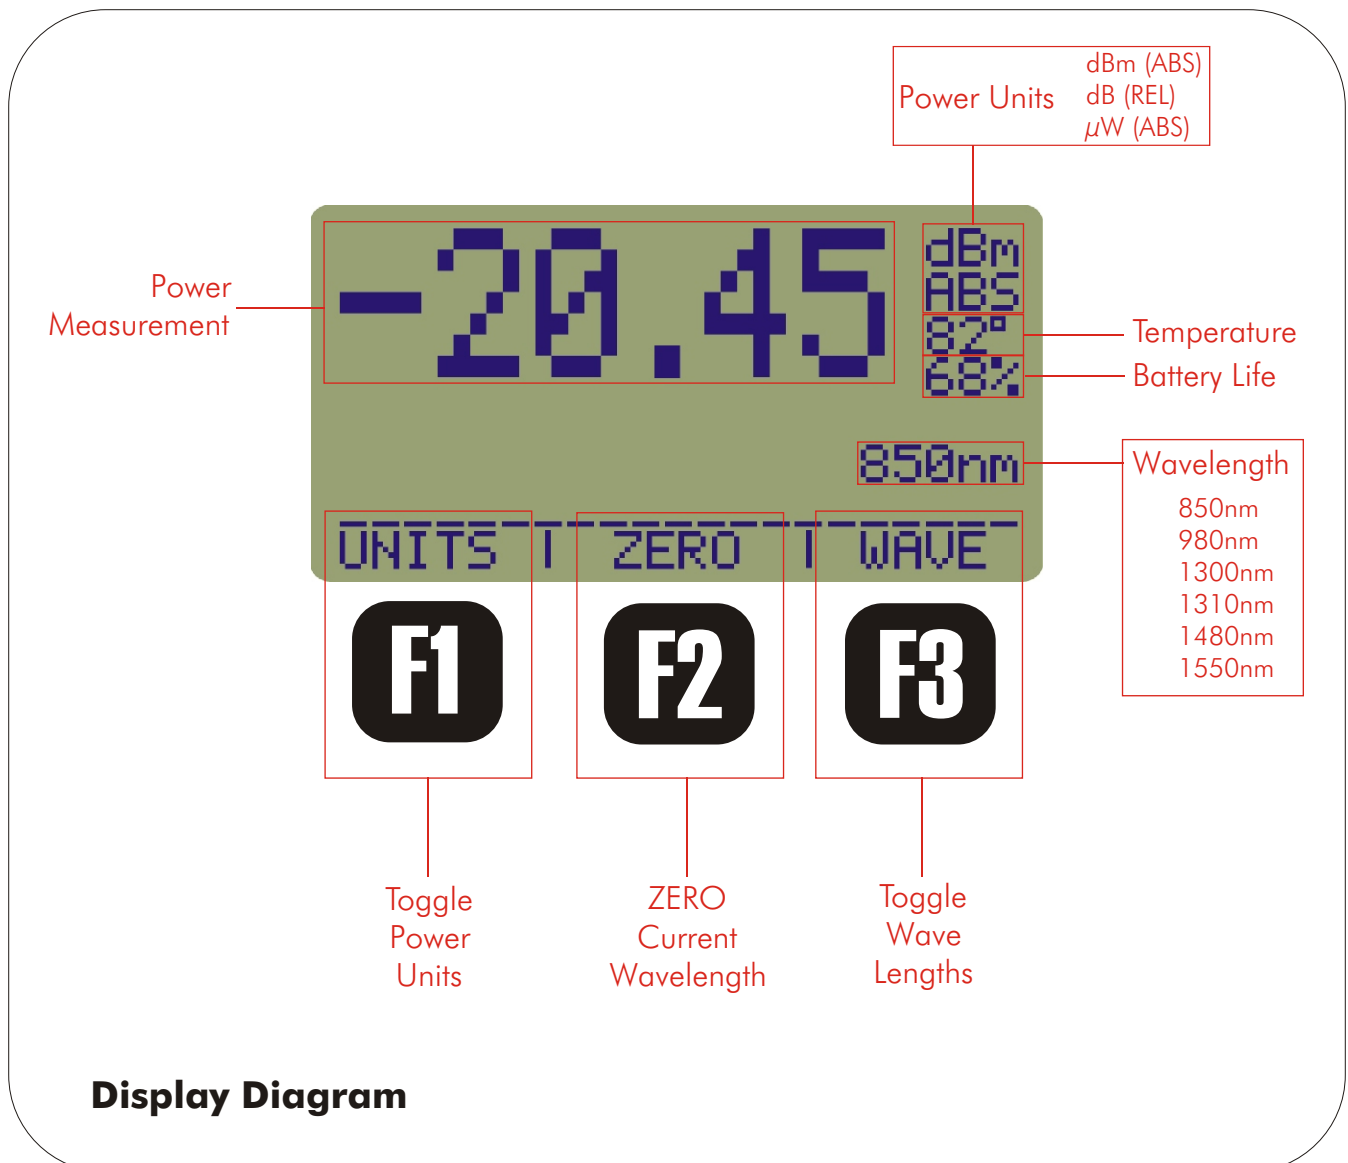 Power Units
dBm (ABS)
dB (REL)
μW (ABS)
Power
Measurement
-20.45
dBm
ABS
82°
68%
Temperature
Battery Life
850nm
Wavelength
850nm
980nm
1300nm
1310nm
1480nm
1550nm
UNITS | ZERO | WAVE
F1
F2
F3
Toggle
Power
Units
ZERO
Current
Wavelength
Toggle
Wave
Lengths
Display Diagram